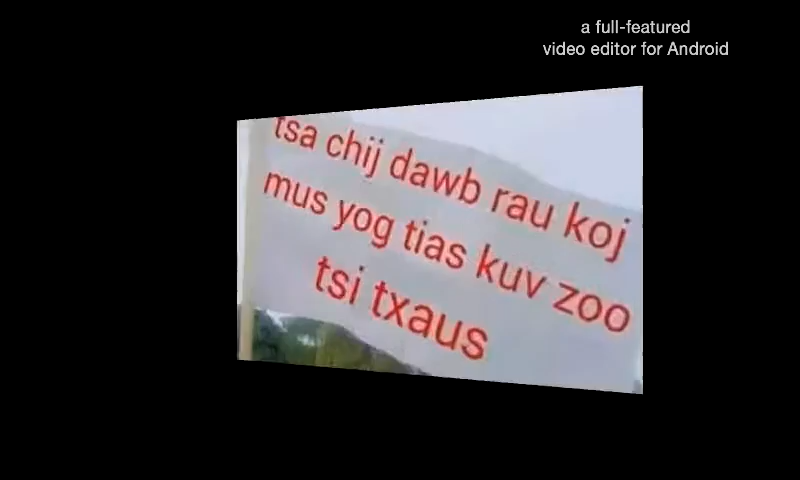 a full-featured
video editor for Android
tsa chij dawb rau koj
mus yog tias kuv zoo
tsi txaus